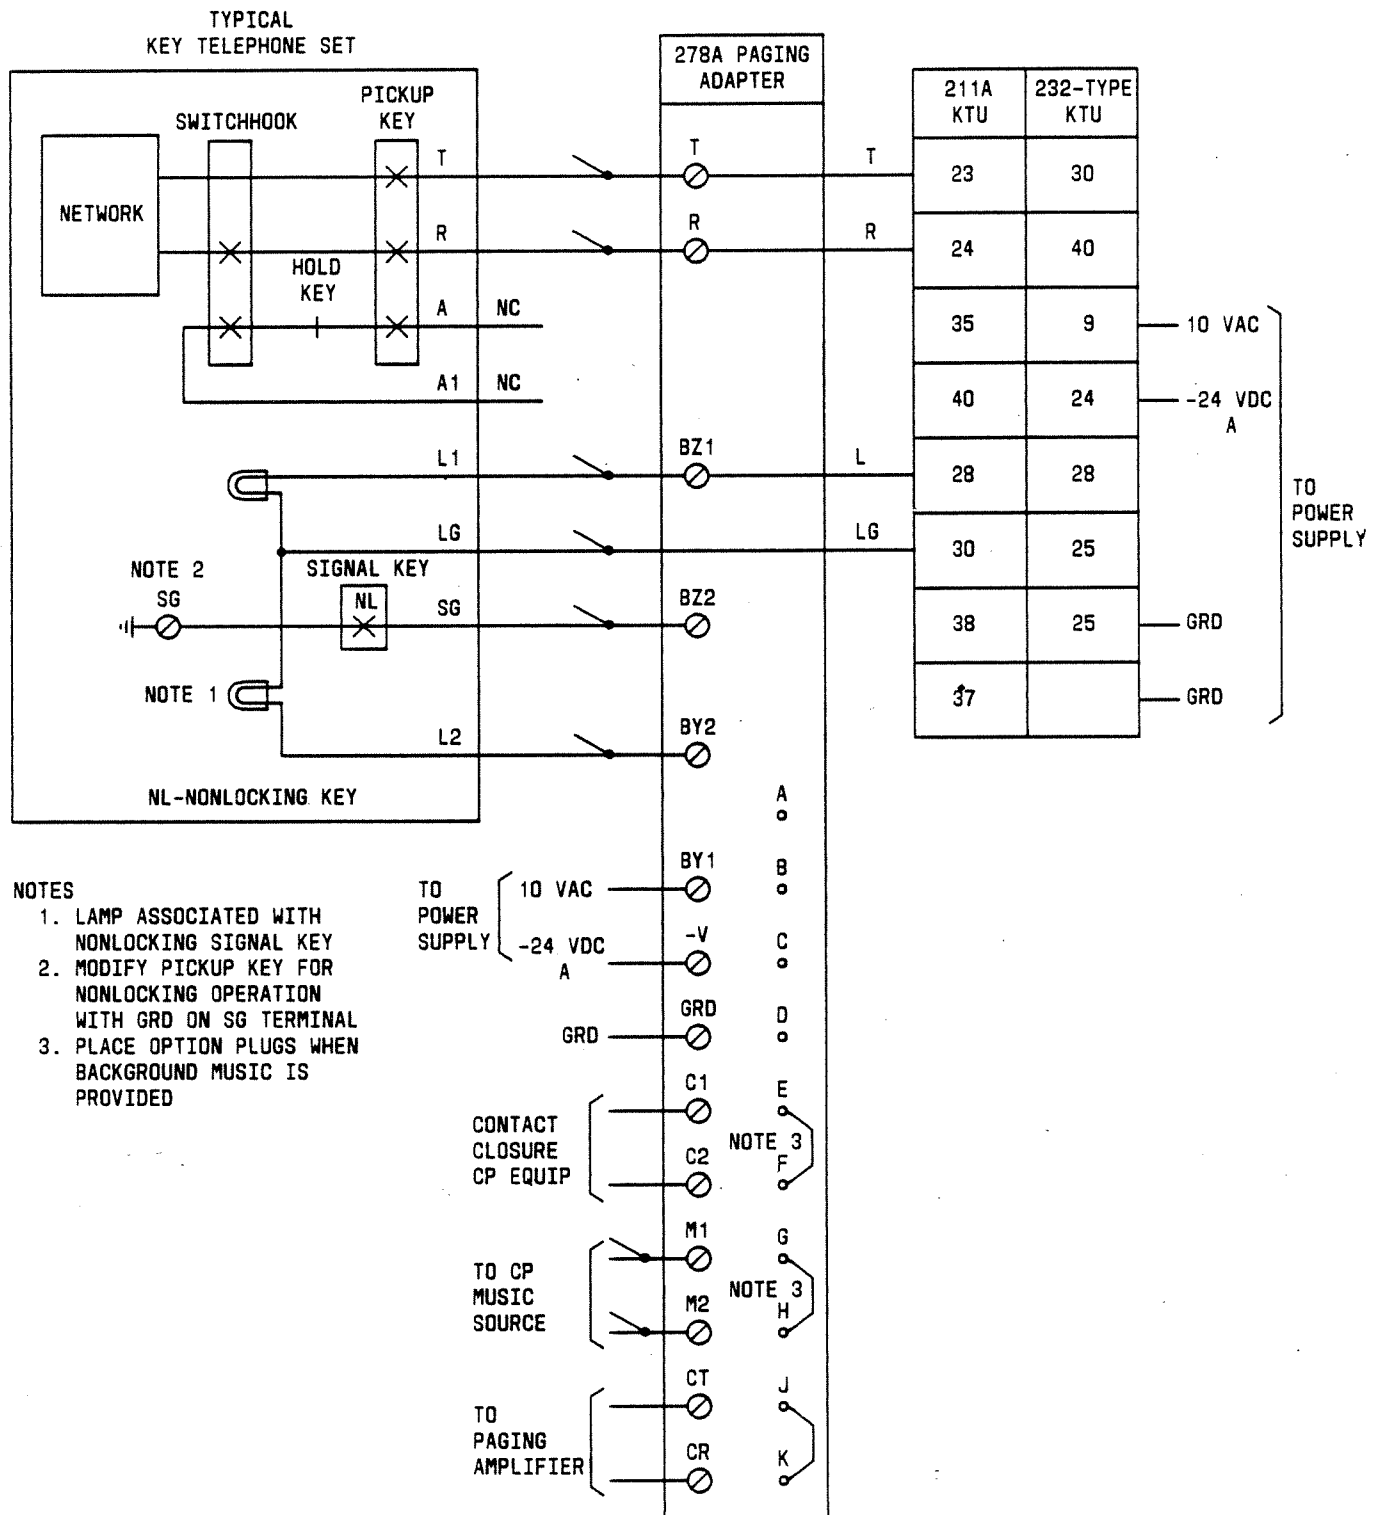 TYPICAL
KEY TELEPHONE SET
278A PAGING
ADAPTER
211A
KTU
232-TYPE
KTU
PICKUP
KEY
SWITCHHOOK
NETWORK
HOLD
KEY
T
T
T
23
30
R
R
R
24
40
A
NC
35
9
10 VAC
A1
NC
40
24
-24 VDC
A
L1
BZ1
L
28
28
LG
LG
30
25
TO
POWER
SUPPLY
NOTE 2
SG
SIGNAL KEY
NL
SG
BZ2
38
25
GRD
NOTE 1
37
GRD
L2
BY2
NL-NONLOCKING KEY
A
NOTES
1. LAMP ASSOCIATED WITH
NONLOCKING SIGNAL KEY
2. MODIFY PICKUP KEY FOR
NONLOCKING OPERATION
WITH GRD ON SG TERMINAL
3. PLACE OPTION PLUGS WHEN
BACKGROUND MUSIC IS
PROVIDED
TO
POWER
SUPPLY
10 VAC
BY1
B
-24 VDC
A
-V
C
GRD
GRD
D
CONTACT
CLOSURE
CP EQUIP
C1
E
NOTE 3
C2
F
TO CP
MUSIC
SOURCE
M1
G
NOTE 3
M2
H
TO
PAGING
AMPLIFIER
CT
J
CR
K